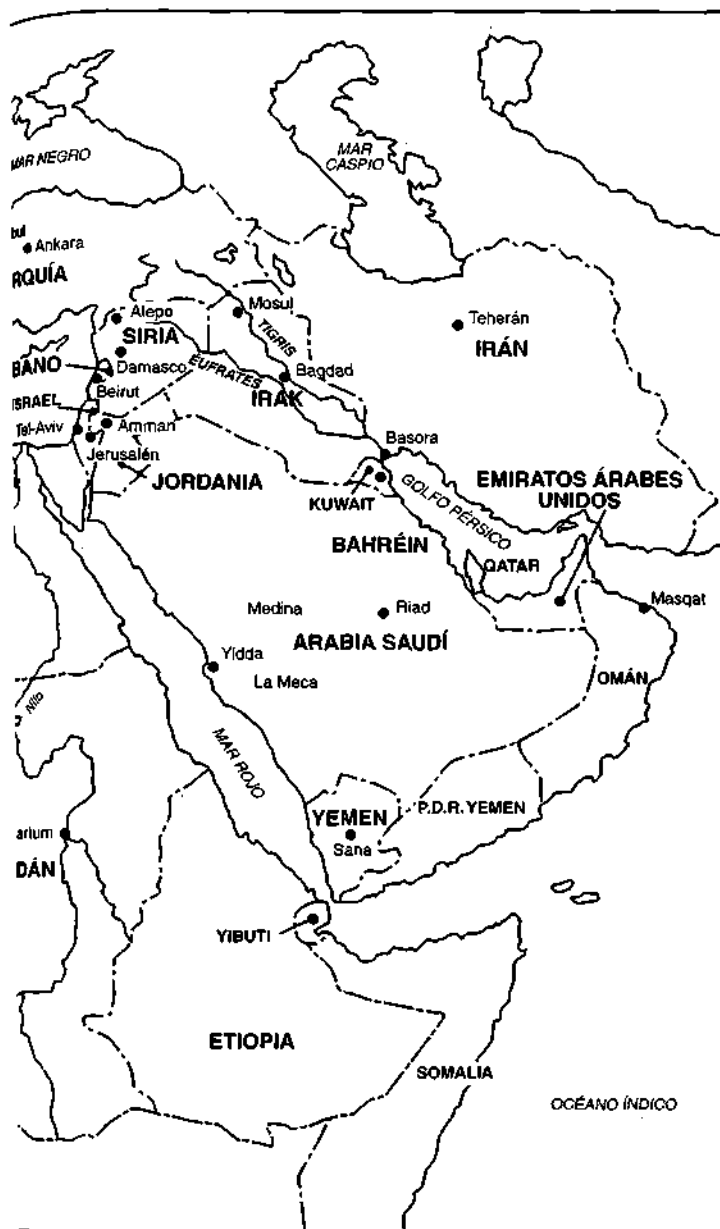 MAR NEGRO
MAR
CASPIO
bul
Ankara
RQUÍA
Alepo
Mosul
Teherán
SIRIA
TIGRIS
IRÁN
BANO
Damasco
EUFRATES
Bagdad
Beirut
IRAK
ISRAEL
Tel-Aviv
Amman
Basora
Jerusalén
JORDANIA
EMIRATOS ÁRABES
UNIDOS
KUWAIT
GOLFO PÉRSICO
BAHRÉIN
QATAR
Medina
Riad
Masqat
ARABIA SAUDÍ
Yidda
La Meca
OMÁN
Nilo
MAR ROJO
YEMEN
P.D.R. YEMEN
Sana
artum
DÁN
YIBUTI
ETIOPIA
SOMALIA
OCÉANO ÍNDICO